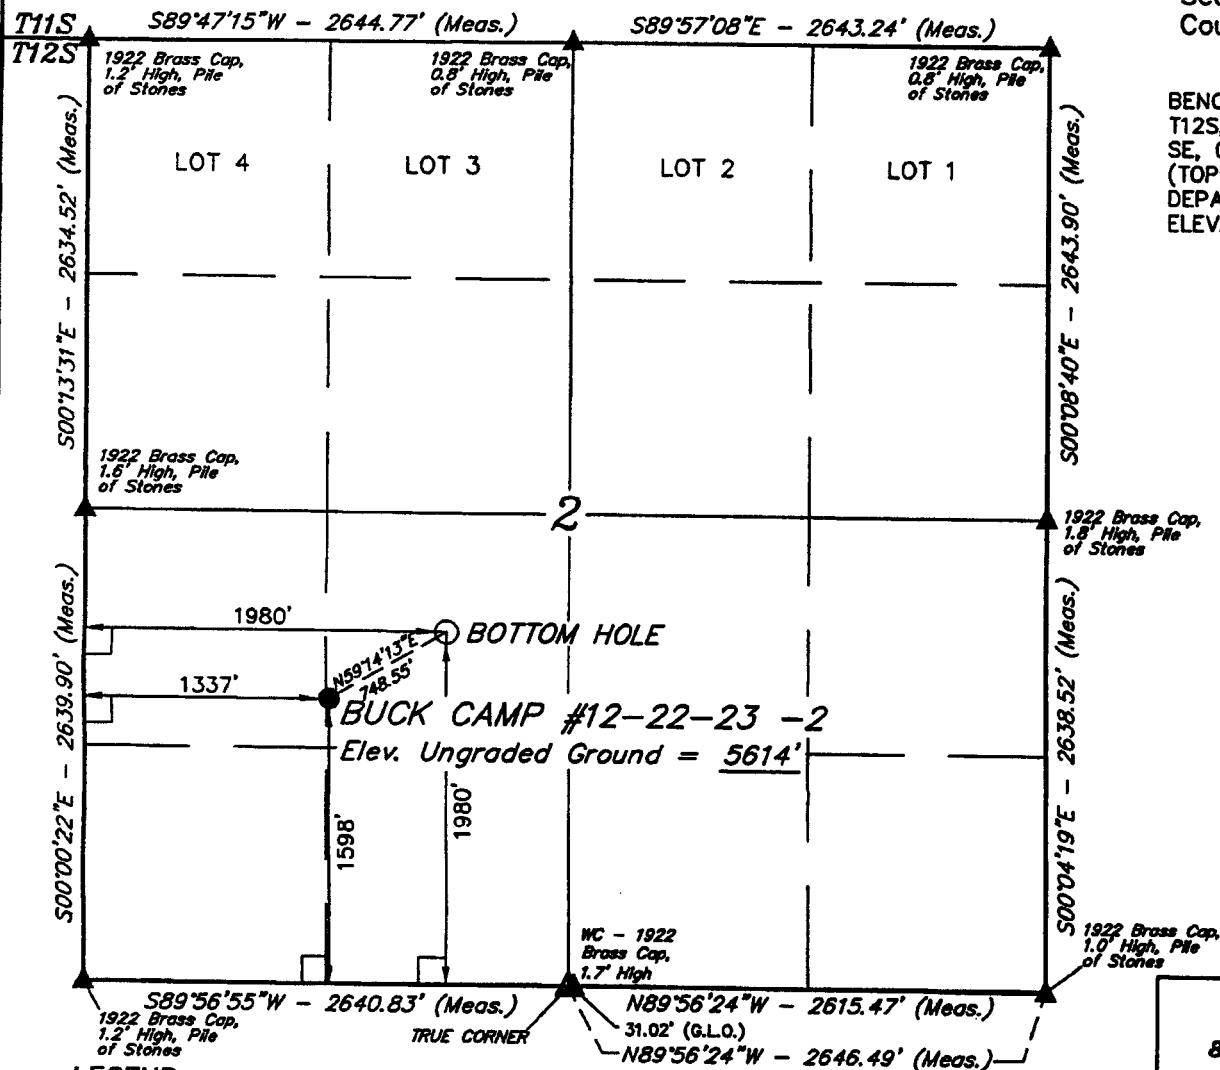 T11S
T12S
S89°47'15"W - 2644.77' (Meas.)
S89°57'08"E - 2643.24' (Meas.)
Cou
1922 Brass Cap,
1.2' High, Pile
of Stones
1922 Brass Cap,
0.8' High, Pile
of Stones
1922 Brass Cap,
0.8' High, Pile
of Stones
BENC
T12S,
SE, (
(TOP
DEPA
ELEV
LOT 4
LOT 3
LOT 2
LOT 1
S00°13'31"E - 2634.52' (Meas.)
S00°08'40"E - 2643.90' (Meas.)
1922 Brass Cap,
1.6' High, Pile
of Stones
2
1922 Brass Cap,
1.8' High, Pile
of Stones
S00°00'22"E - 2639.90' (Meas.)
1980'
BOTTOM HOLE
N59°14'13"E
748.55'
1337'
BUCK CAMP #12-22-23 -2
Elev. Ungraded Ground = 5614'
1598'
1980'
S00°04'19"E - 2638.52' (Meas.)
WC - 1922
Brass Cap,
1.7' High
1922 Brass Cap,
1.0' High, Pile
of Stones
S89°56'55"W - 2640.83' (Meas.)
N89°56'24"W - 2615.47' (Meas.)
1922 Brass Cap,
1.2' High, Pile
of Stones
TRUE CORNER
31.02' (G.L.O.)
N89°56'24"W - 2646.49' (Meas.)
8